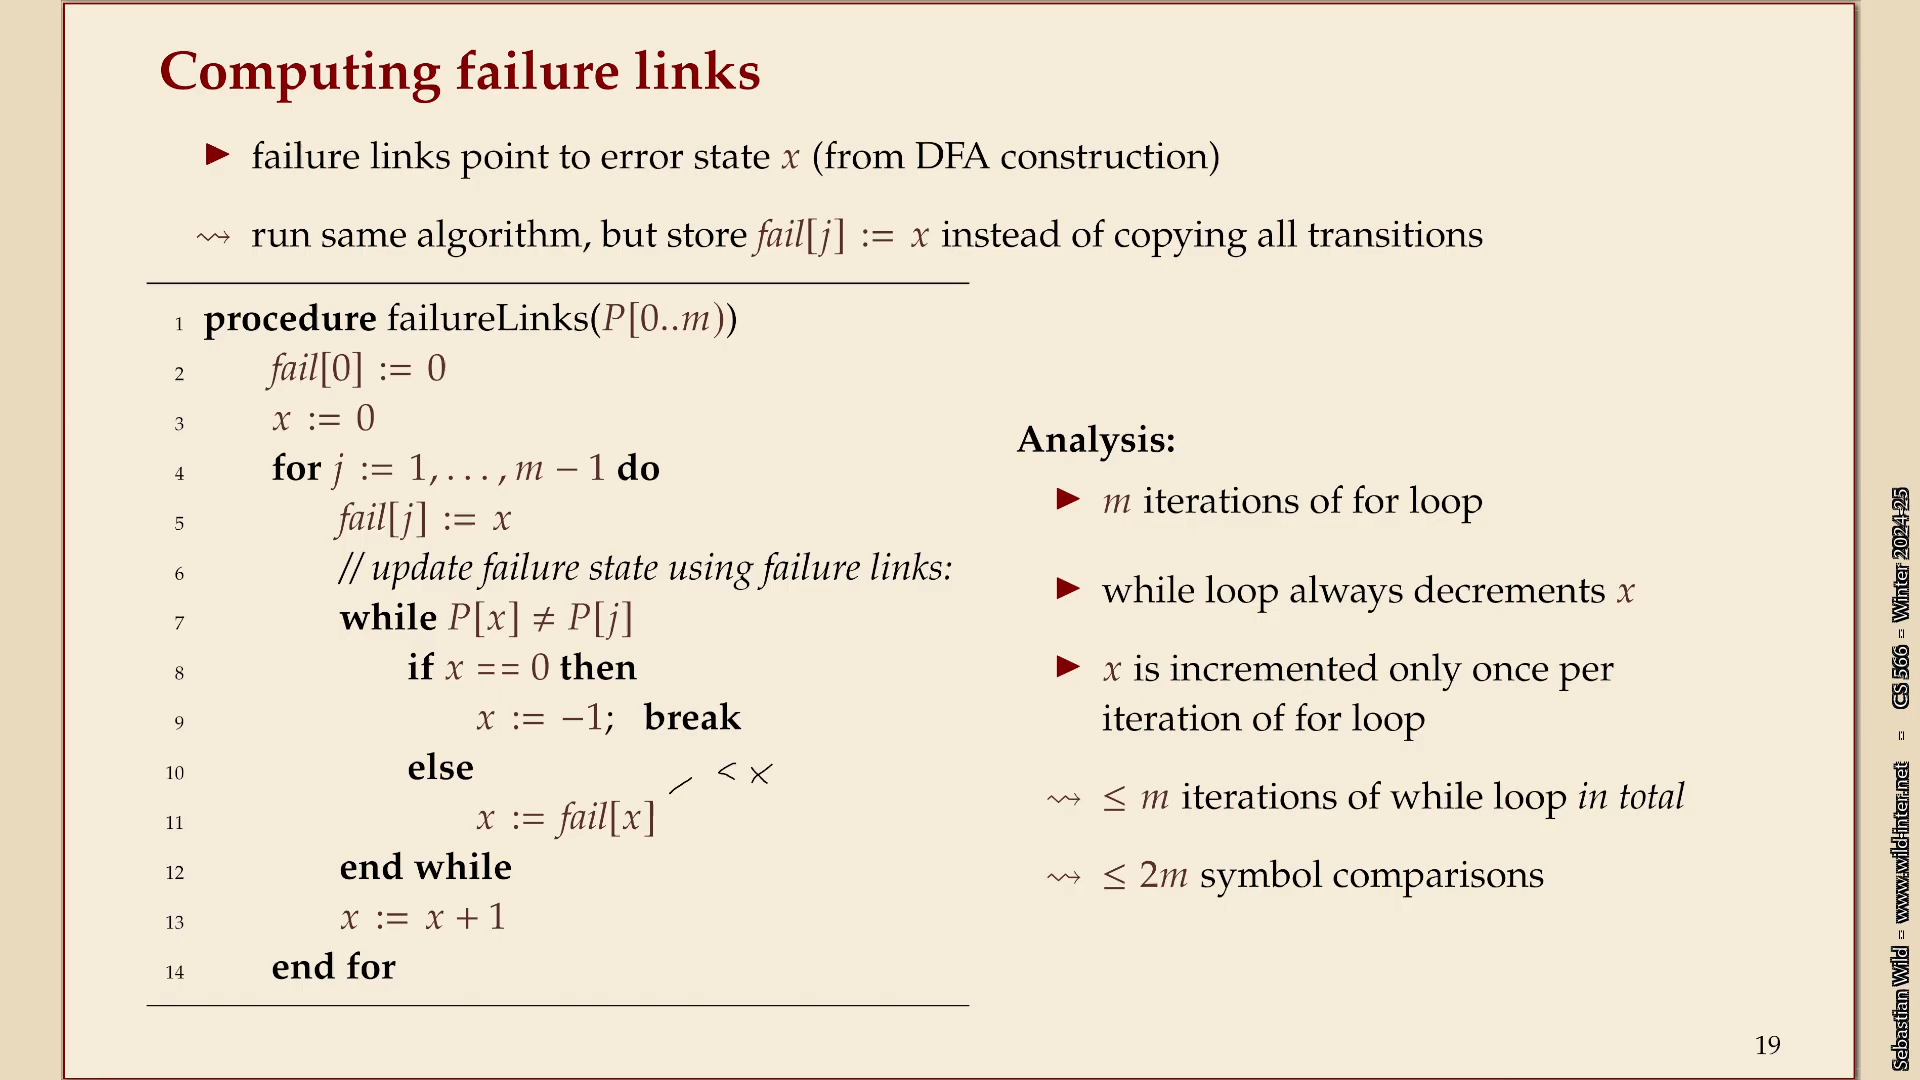 Computing failure links
▶ failure links point to error state x (from DFA construction)
⇝ run same algorithm, but store fail[j] := x instead of copying all transitions
1 procedure failureLinks(P[0..m))
2 fail[0] := 0
3 x := 0
4 for j := 1, . . . , m − 1 do
5 fail[j] := x
6 // update failure state using failure links:
7 while P[x] ≠ P[j]
8 if x == 0 then
9 x := −1; break
10 else
< x
11 x := fail[x]
12 end while
13 x := x + 1
14 end for
Analysis:
▶ m iterations of for loop
▶ while loop always decrements x
▶ x is incremented only once per
iteration of for loop
⇝ ≤ m iterations of while loop in total
⇝ ≤ 2m symbol comparisons
19
Sebastian Wild – www.wild-inter.net – CS 566 – Winter 2024-25